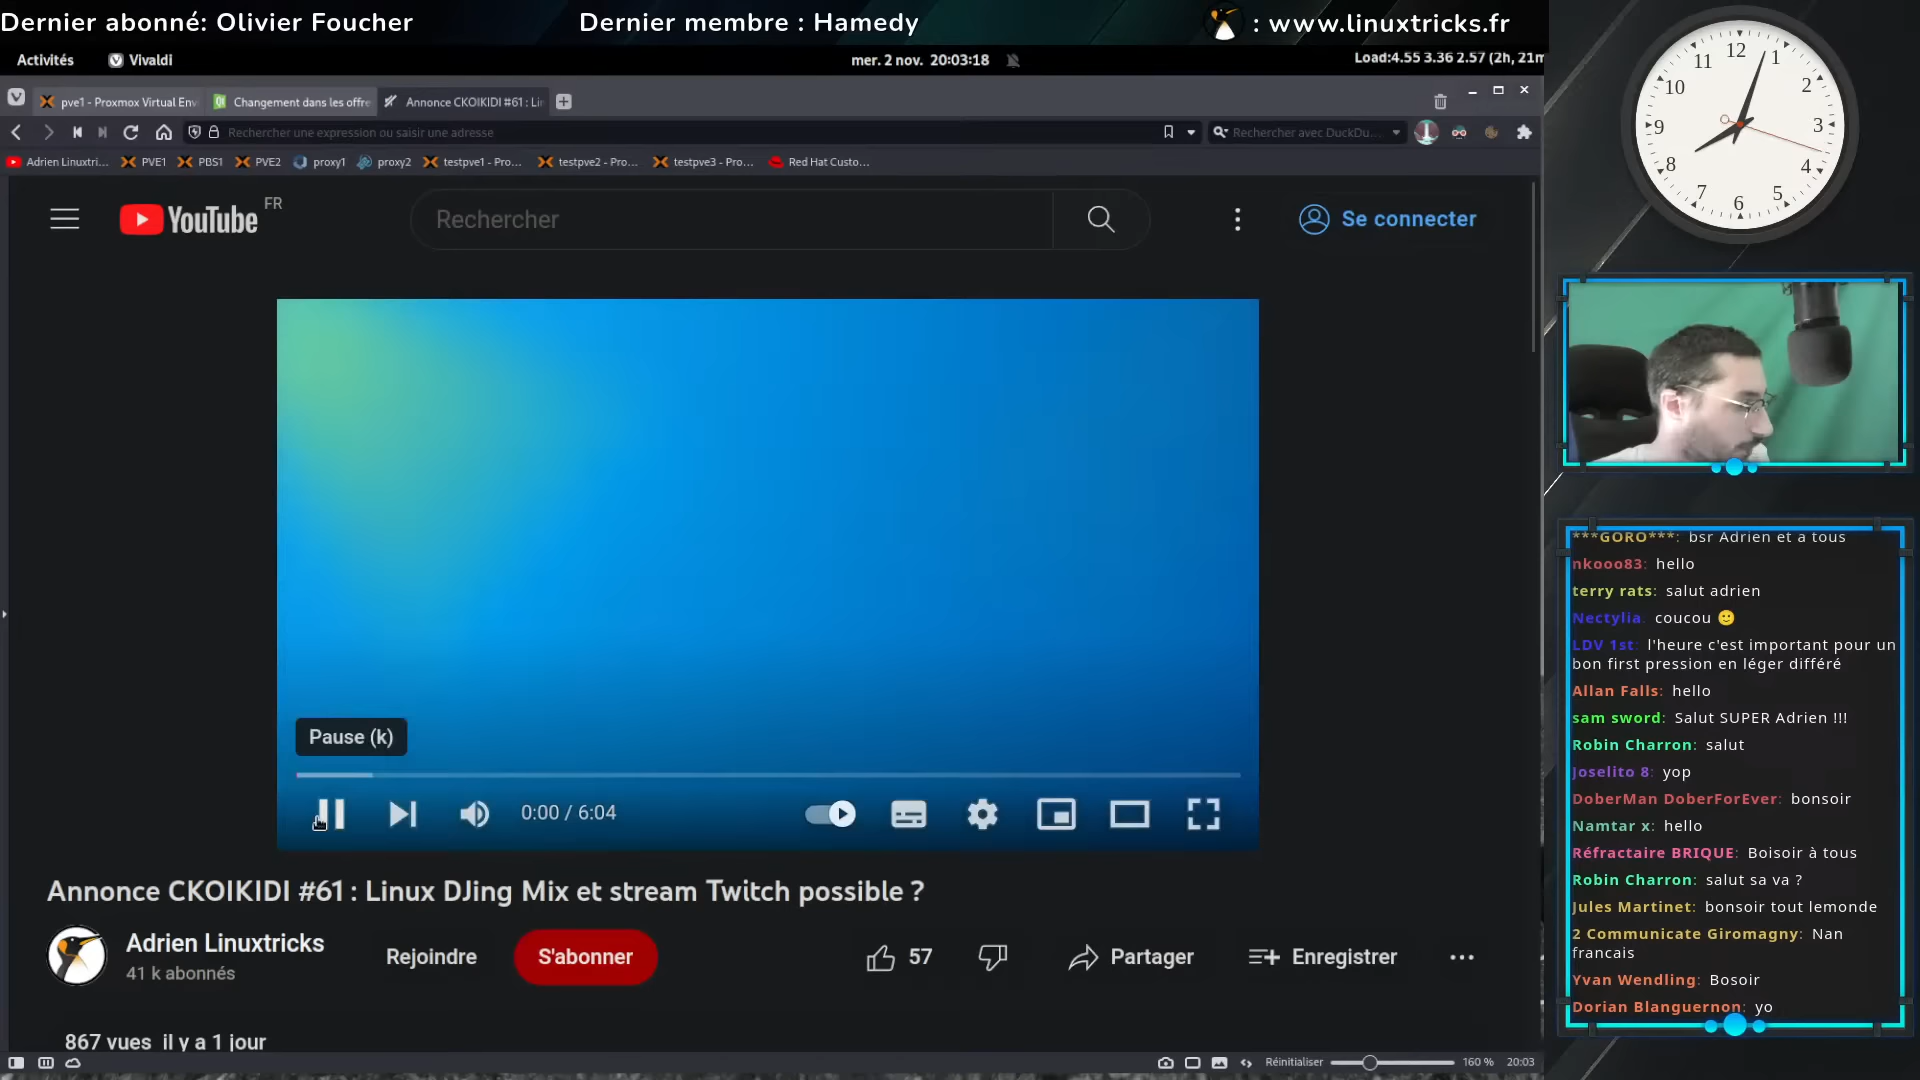 Dernier abonné: Olivier Foucher
Dernier membre : Hamedy
: www.linuxtricks.fr
Activités
Vivaldi
mer. 2 nov. 20:03:18
Load:4.55 3.36 2.57 (2h, 21m
pve1 - Proxmox Virtual Env
Changement dans les offre
Annonce CKOIKIDI #61 : Li
Rechercher une expression ou saisir une adresse
Rechercher avec DuckDu...
Adrien Linuxtri...
PVE1
PBS1
PVE2
proxy1
proxy2
testpve1 - Pro...
testpve2 - Pro...
testpve3 - Pro...
Red Hat Custo...
YouTube FR
Rechercher
Se connecter
Pause (k)
0:00 / 6:04
Annonce CKOIKIDI #61 : Linux DJing Mix et stream Twitch possible ?
Adrien Linuxtricks
41 k abonnés
Rejoindre
S'abonner
57
Partager
Enregistrer
867 vues il y a 1 jour
Réinitialiser
160 %
20:03
12
1
2
3
4
5
6
7
8
9
10
11
***GORO***: bsr Adrien et a tous
nkooo83: hello
terry rats: salut adrien
Nectylia: coucou 🙂
LDV 1st: l'heure c'est important pour un
bon first pression en léger différé
Allan Falls: hello
sam sword: Salut SUPER Adrien !!!
Robin Charron: salut
Joselito 8: yop
DoberMan DoberForEver: bonsoir
Namtar x: hello
Réfractaire BRIQUE: Boisoir à tous
Robin Charron: salut sa va ?
Jules Martinet: bonsoir tout lemonde
2 Communicate Giromagny: Nan
francais
Yvan Wendling: Bosoir
Dorian Blanguernon: yo